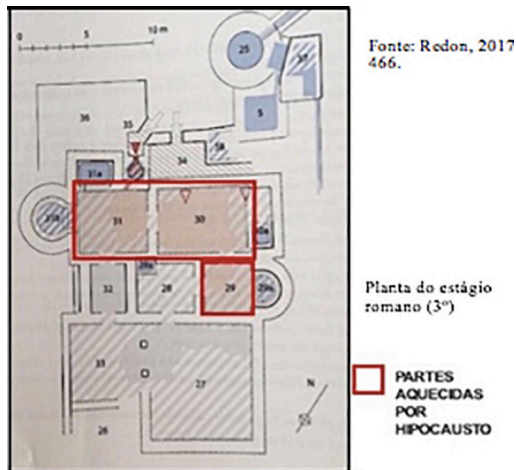 0 5 10 m
Fonte: Redon, 2017
466.
25
37
5
36
35
34
31a
31
30
29
32
28
33
27
26
N
Planta do estágio
romano (3º)
PARTES
AQUECIDAS
POR
HIPOCAUSTO